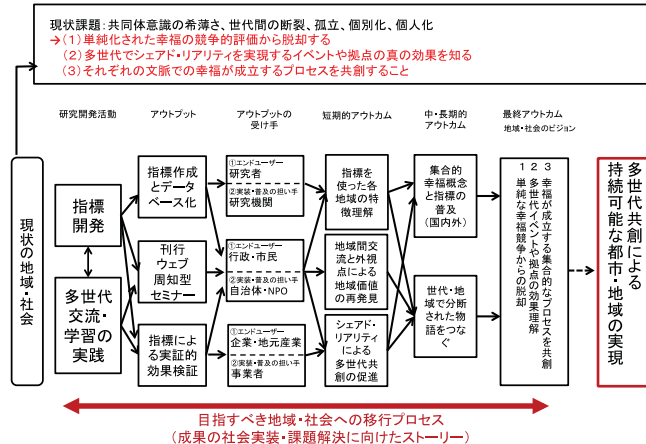 現状課題：共同体意識の希薄さ、世代間の断裂、孤立、個別化、個人化
→（1）単純化された幸福の競争的評価から脱却する
（2）多世代でシェアド・リアリティを実現するイベントや拠点の真の効果を知る
（3）それぞれの文脈での幸福が成立するプロセスを共創すること
研究開発活動
アウトプット
アウトプットの
受け手
短期的アウトカム
中・長期的
アウトカム
最終アウトカム
地域・社会のビジョン
現状の地域・社会
指標
開発
多世代
交流・
学習の
実践
指標作成
とデータ
ベース化
刊行
ウェブ
周知型
セミナー
指標によ
る実証的
効果検証
①エンドユーザー
研究者
②実装・普及の担い手
研究機関
①エンドユーザー
行政・市民
②実装・普及の担い手
自治体・NPO
①エンドユーザー
企業・地元産業
②実装・普及の担い手
事業者
指標を
使った各
地域の特
徴理解
地域間交
流と外視
点による
地域価値
の再発見
シェアド・
リアリティ
による多
世代共創
の促進
集合的
幸福概念
と指標の
普及
（国内外）
世代・地
域で分断
された物
語をつな
ぐ
3 幸福が成立する集合的なプロセスを共創
2 多世代イベントや拠点の効果理解
1 単純な幸福競争からの脱却
多世代共創による
持続可能な都市・地域の実現
目指すべき地域・社会への移行プロセス
（成果の社会実装・課題解決に向けたストーリー）